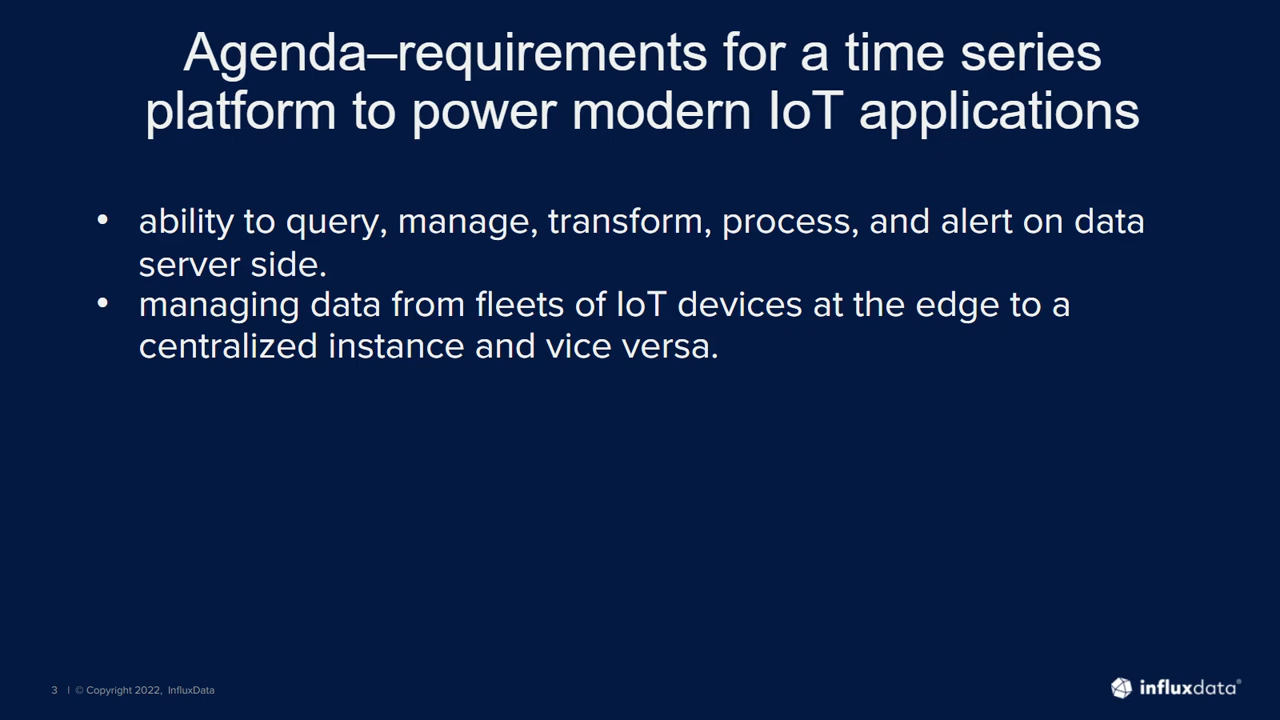 Agenda–requirements for a time series
platform to power modern IoT applications
• ability to query, manage, transform, process, and alert on data
server side.
• managing data from fleets of IoT devices at the edge to a
centralized instance and vice versa.
3 | © Copyright 2022, InfluxData
influxdata®